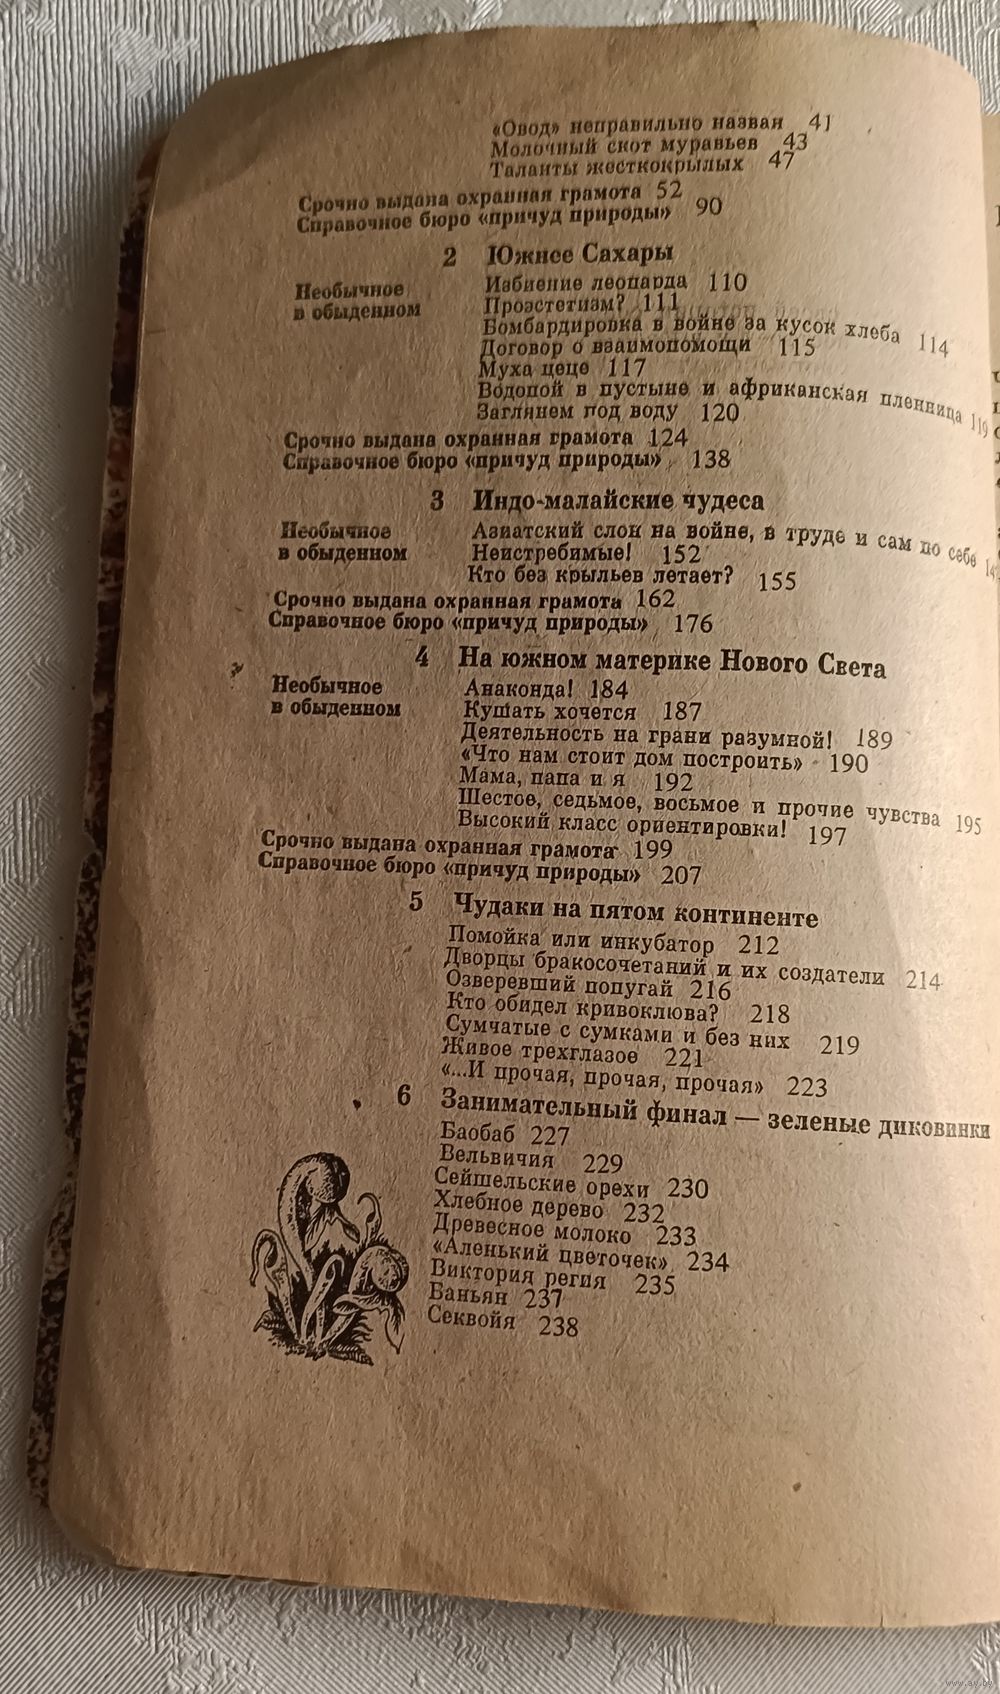 «Овод» неправильно назван 41
Молочный скот муравьев 43
Таланты жесткокрылых 47
Срочно выдана охранная грамота 52
Справочное бюро «причуд природы» 90
2 Южнее Сахары
Необычное
в обыденном
Избиение леопарда 110
Проэстетизм? 111
Бомбардировка в войне за кусок хлеба 114
Договор о взаимопомощи 115
Муха цеце 117
Водопой в пустыне и африканская пленница 119
Заглянем под воду 120
Срочно выдана охранная грамота 124
Справочное бюро «причуд природы» 138
3 Индо-малайские чудеса
Необычное
в обыденном
Азиатский слон на войне, в труде и сам по себе
Неистребимые! 152
Кто без крыльев летает? 155
Срочно выдана охранная грамота 162
Справочное бюро «причуд природы» 176
4 На южном материке Нового Света
Необычное
в обыденном
Анаконда! 184
Кушать хочется 187
Деятельность на грани разумной! 189
«Что нам стоит дом построить» 190
Мама, папа и я 192
Шестое, седьмое, восьмое и прочие чувства 195
Высокий класс ориентировки! 197
Срочно выдана охранная грамота 199
Справочное бюро «причуд природы» 207
5 Чудаки на пятом континенте
Помойка или инкубатор 212
Дворцы бракосочетаний и их создатели 214
Озверевший попугай 216
Кто обидел кривоклюва? 218
Сумчатые с сумками и без них 219
Живое трехглазое 221
«...И прочая, прочая, прочая» 223
6 Занимательный финал — зеленые диковинки
Баобаб 227
Вельвичия 229
Сейшельские орехи 230
Хлебное дерево 232
Древесное молоко 233
«Аленький цветочек» 234
Виктория регия 235
Баньян 237
Секвойя 238
www.ay.by